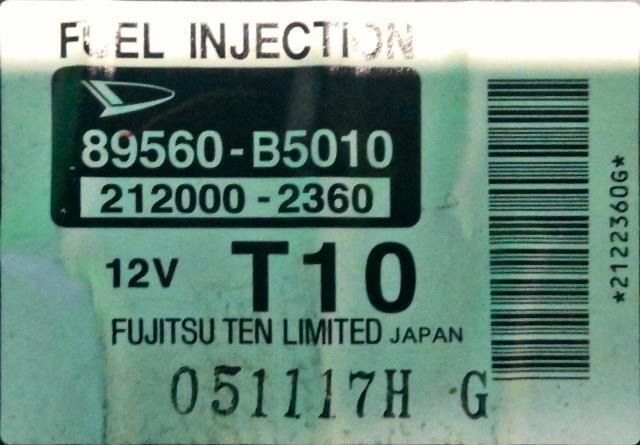 FUEL INJECTION
89560-B5010
212000-2360
12V T10
FUJITSU TEN LIMITED JAPAN
051117H G
*2122360G*